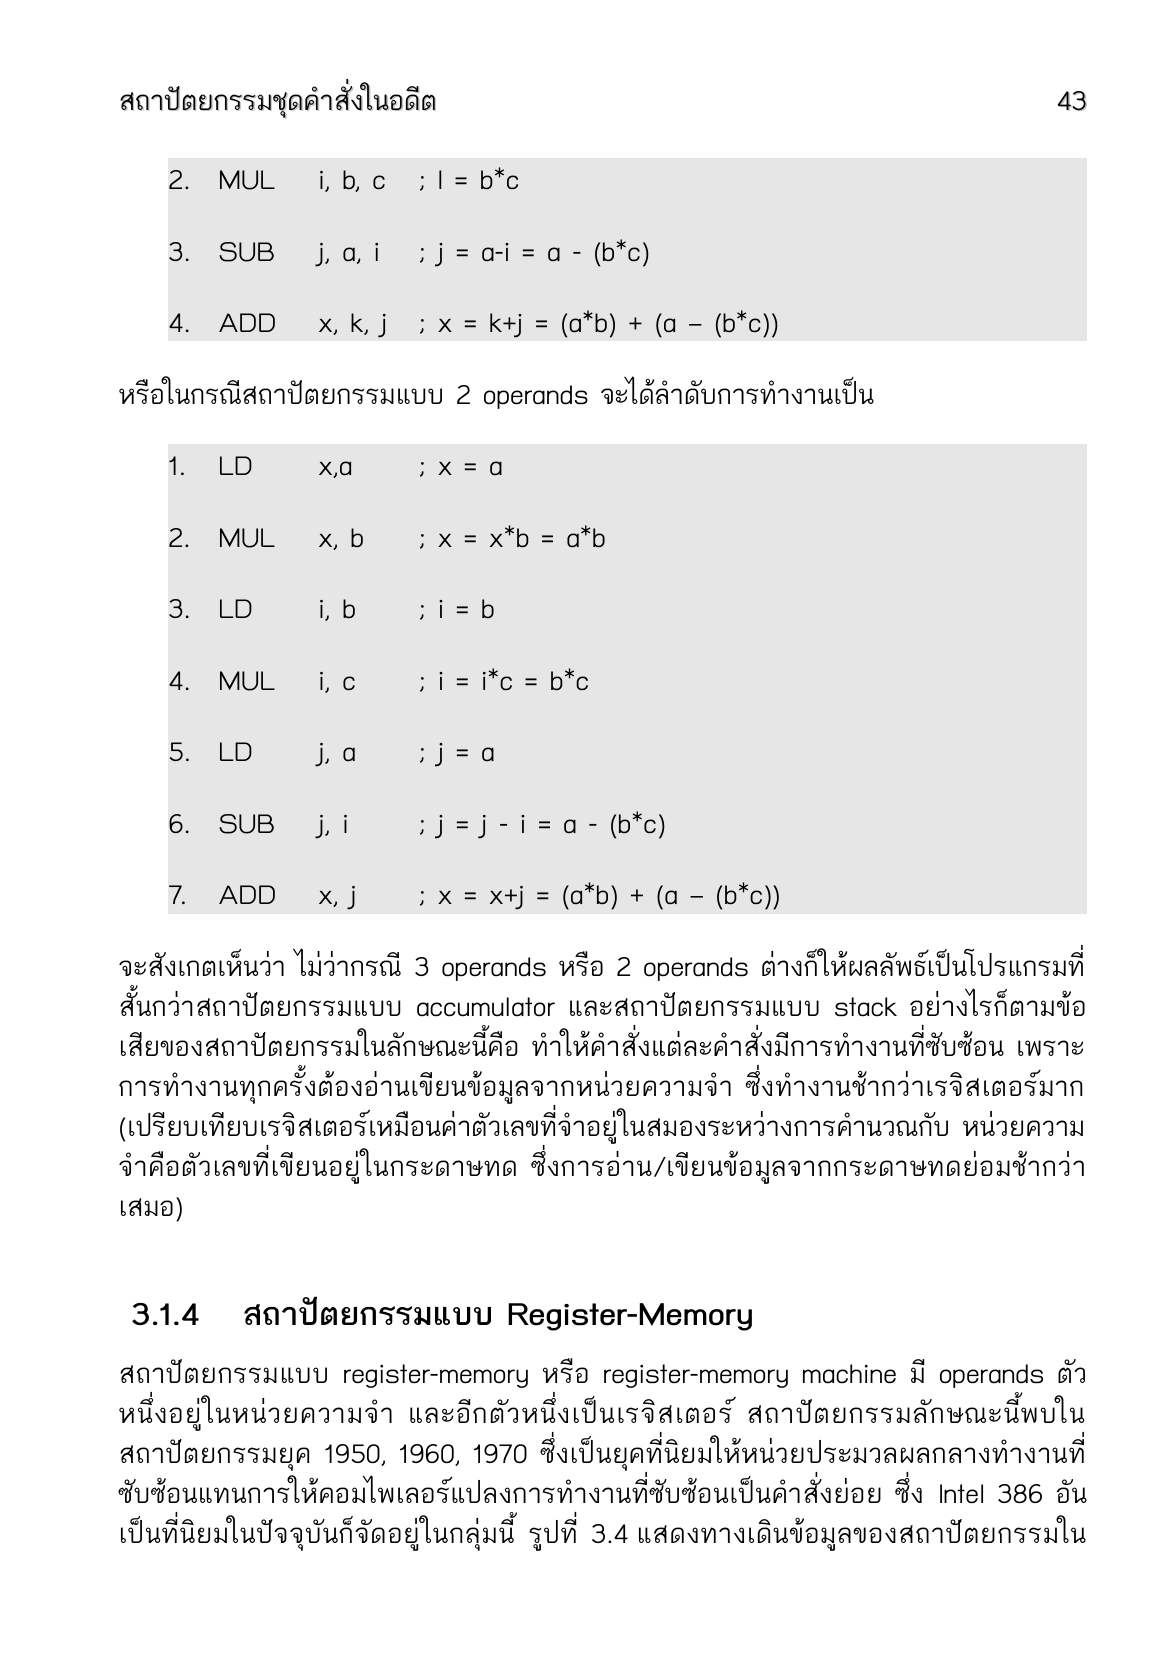 สถาปัตยกรรมชุดคำสั่งในอดีต 43
2. MUL i, b, c ; I = b*c
3. SUB j, a, i ; j = a-i = a - (b*c)
4. ADD x, k, j ; x = k+j = (a*b) + (a – (b*c))
หรือในกรณีสถาปัตยกรรมแบบ 2 operands จะได้ลำดับการทำงานเป็น
1. LD x,a ; x = a
2. MUL x, b ; x = x*b = a*b
3. LD i, b ; i = b
4. MUL i, c ; i = i*c = b*c
5. LD j, a ; j = a
6. SUB j, i ; j = j - i = a - (b*c)
7. ADD x, j ; x = x+j = (a*b) + (a – (b*c))
จะสังเกตเห็นว่า ไม่ว่ากรณี 3 operands หรือ 2 operands ต่างก็ให้ผลลัพธ์เป็นโปรแกรมที่
สั้นกว่าสถาปัตยกรรมแบบ accumulator และสถาปัตยกรรมแบบ stack อย่างไรก็ตามข้อ
เสียของสถาปัตยกรรมในลักษณะนี้คือ ทำให้คำสั่งแต่ละคำสั่งมีการทำงานที่ซับซ้อน เพราะ
การทำงานทุกครั้งต้องอ่านเขียนข้อมูลจากหน่วยความจำ ซึ่งทำงานช้ากว่าเรจิสเตอร์มาก
(เปรียบเทียบเรจิสเตอร์เหมือนค่าตัวเลขที่จำอยู่ในสมองระหว่างการคำนวณกับ หน่วยความ
จำคือตัวเลขที่เขียนอยู่ในกระดาษทด ซึ่งการอ่าน/เขียนข้อมูลจากกระดาษทดย่อมช้ากว่า
เสมอ)
3.1.4 สถาปัตยกรรมแบบ Register-Memory
สถาปัตยกรรมแบบ register-memory หรือ register-memory machine มี operands ตัว
หนึ่งอยู่ในหน่วยความจำ และอีกตัวหนึ่งเป็นเรจิสเตอร์ สถาปัตยกรรมลักษณะนี้พบใน
สถาปัตยกรรมยุค 1950, 1960, 1970 ซึ่งเป็นยุคที่นิยมให้หน่วยประมวลผลกลางทำงานที่
ซับซ้อนแทนการให้คอมไพเลอร์แปลงการทำงานที่ซับซ้อนเป็นคำสั่งย่อย ซึ่ง Intel 386 อัน
เป็นที่นิยมในปัจจุบันก็จัดอยู่ในกลุ่มนี้ รูปที่ 3.4 แสดงทางเดินข้อมูลของสถาปัตยกรรมใน